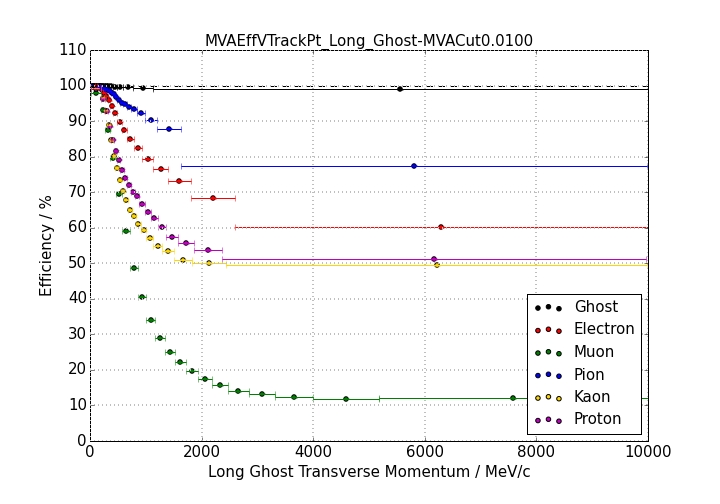 MVAEffVTrackPt_Long_Ghost-MVACut0.0100
110
100
90
80
70
60
50
40
30
20
10
0
Efficiency / %
0 2000 4000 6000 8000 10000
Long Ghost Transverse Momentum / MeV/c
Ghost
Electron
Muon
Pion
Kaon
Proton